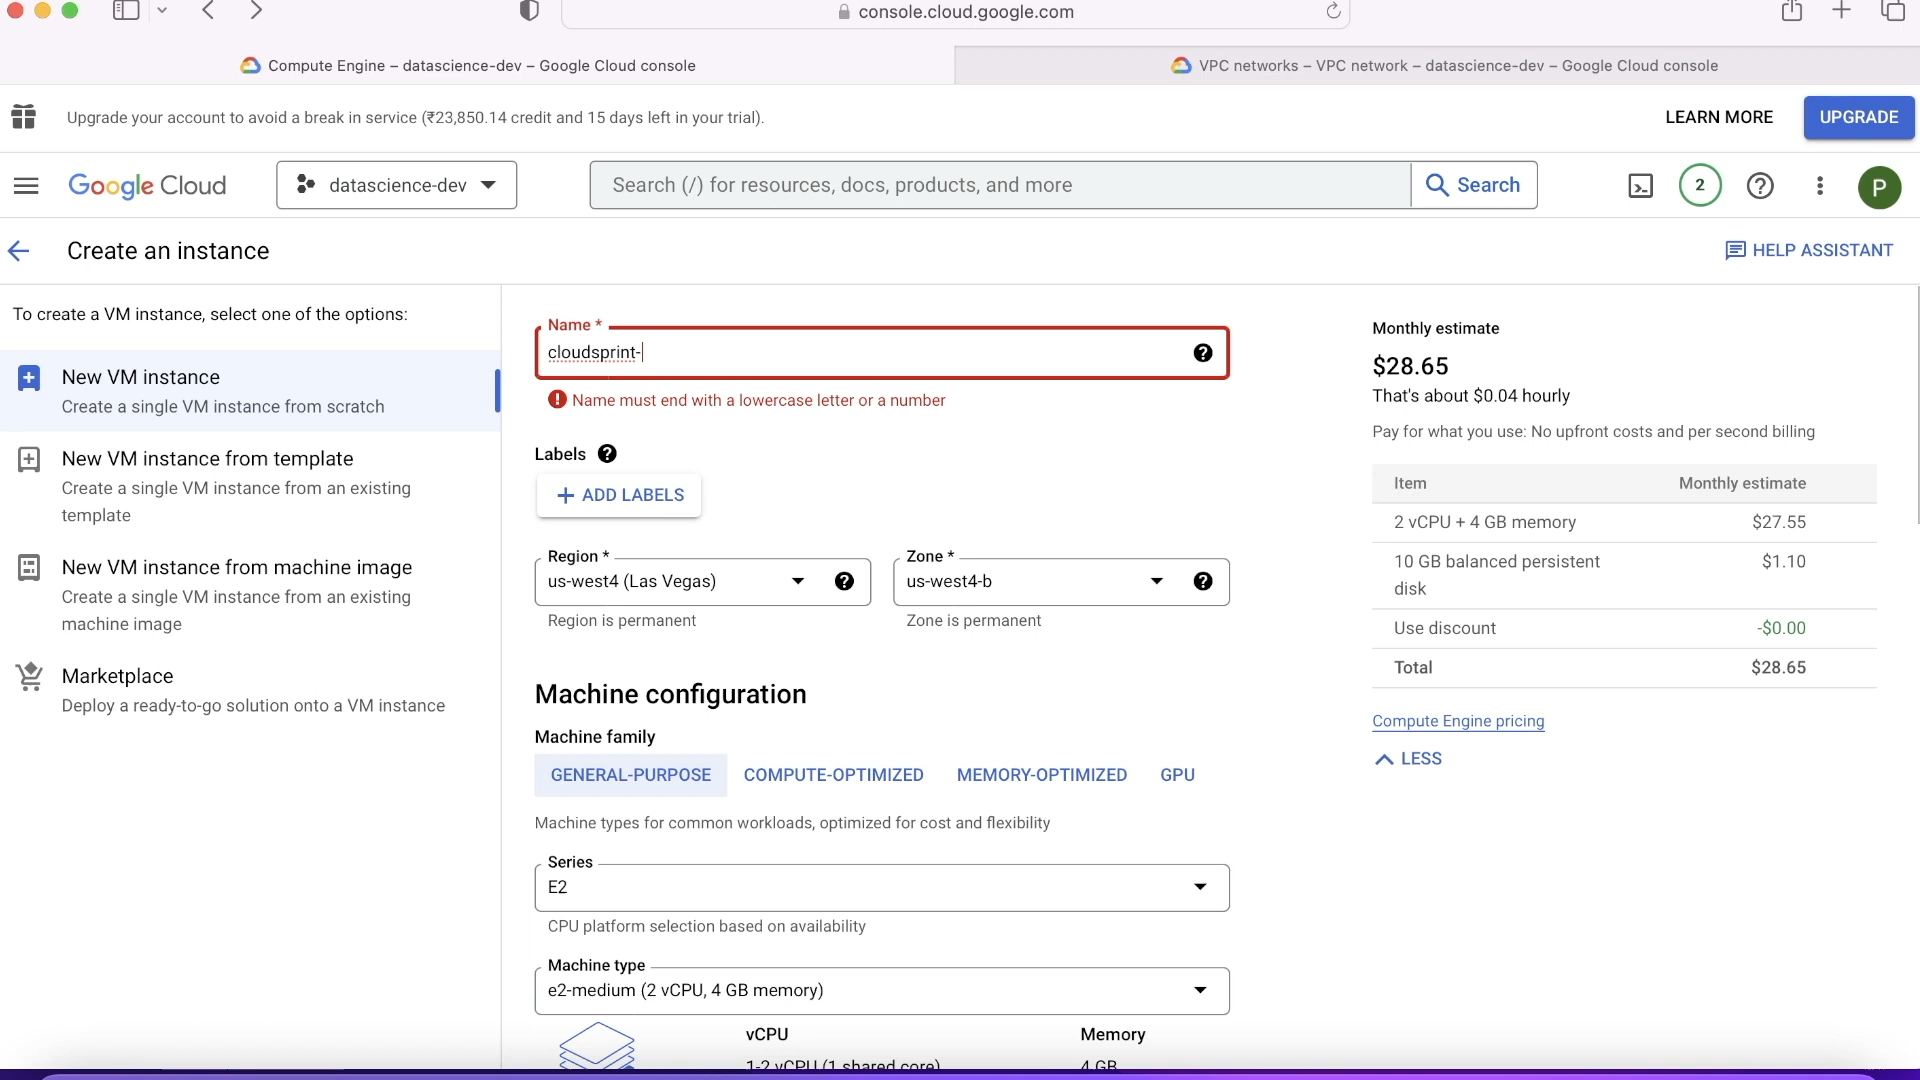 console.cloud.google.com
Compute Engine – datascience-dev – Google Cloud console
VPC networks – VPC network – datascience-dev – Google Cloud console
Upgrade your account to avoid a break in service (₹23,850.14 credit and 15 days left in your trial).
LEARN MORE
UPGRADE
Google Cloud
datascience-dev
Search (/) for resources, docs, products, and more
Search
2
P
Create an instance
HELP ASSISTANT
To create a VM instance, select one of the options:
New VM instance
Create a single VM instance from scratch
New VM instance from template
Create a single VM instance from an existing
template
New VM instance from machine image
Create a single VM instance from an existing
machine image
Marketplace
Deploy a ready-to-go solution onto a VM instance
Name *
cloudsprint-
Name must end with a lowercase letter or a number
Labels
ADD LABELS
Region *
us-west4 (Las Vegas)
Region is permanent
Zone *
us-west4-b
Zone is permanent
Machine configuration
Machine family
GENERAL-PURPOSE
COMPUTE-OPTIMIZED
MEMORY-OPTIMIZED
GPU
Machine types for common workloads, optimized for cost and flexibility
Series
E2
CPU platform selection based on availability
Machine type
e2-medium (2 vCPU, 4 GB memory)
vCPU
Memory
1-2 vCPU (1 shared core)
4 GB
Monthly estimate
$28.65
That's about $0.04 hourly
Pay for what you use: No upfront costs and per second billing
Item Monthly estimate
2 vCPU + 4 GB memory $27.55
10 GB balanced persistent $1.10
disk
Use discount -$0.00
Total $28.65
Compute Engine pricing
LESS